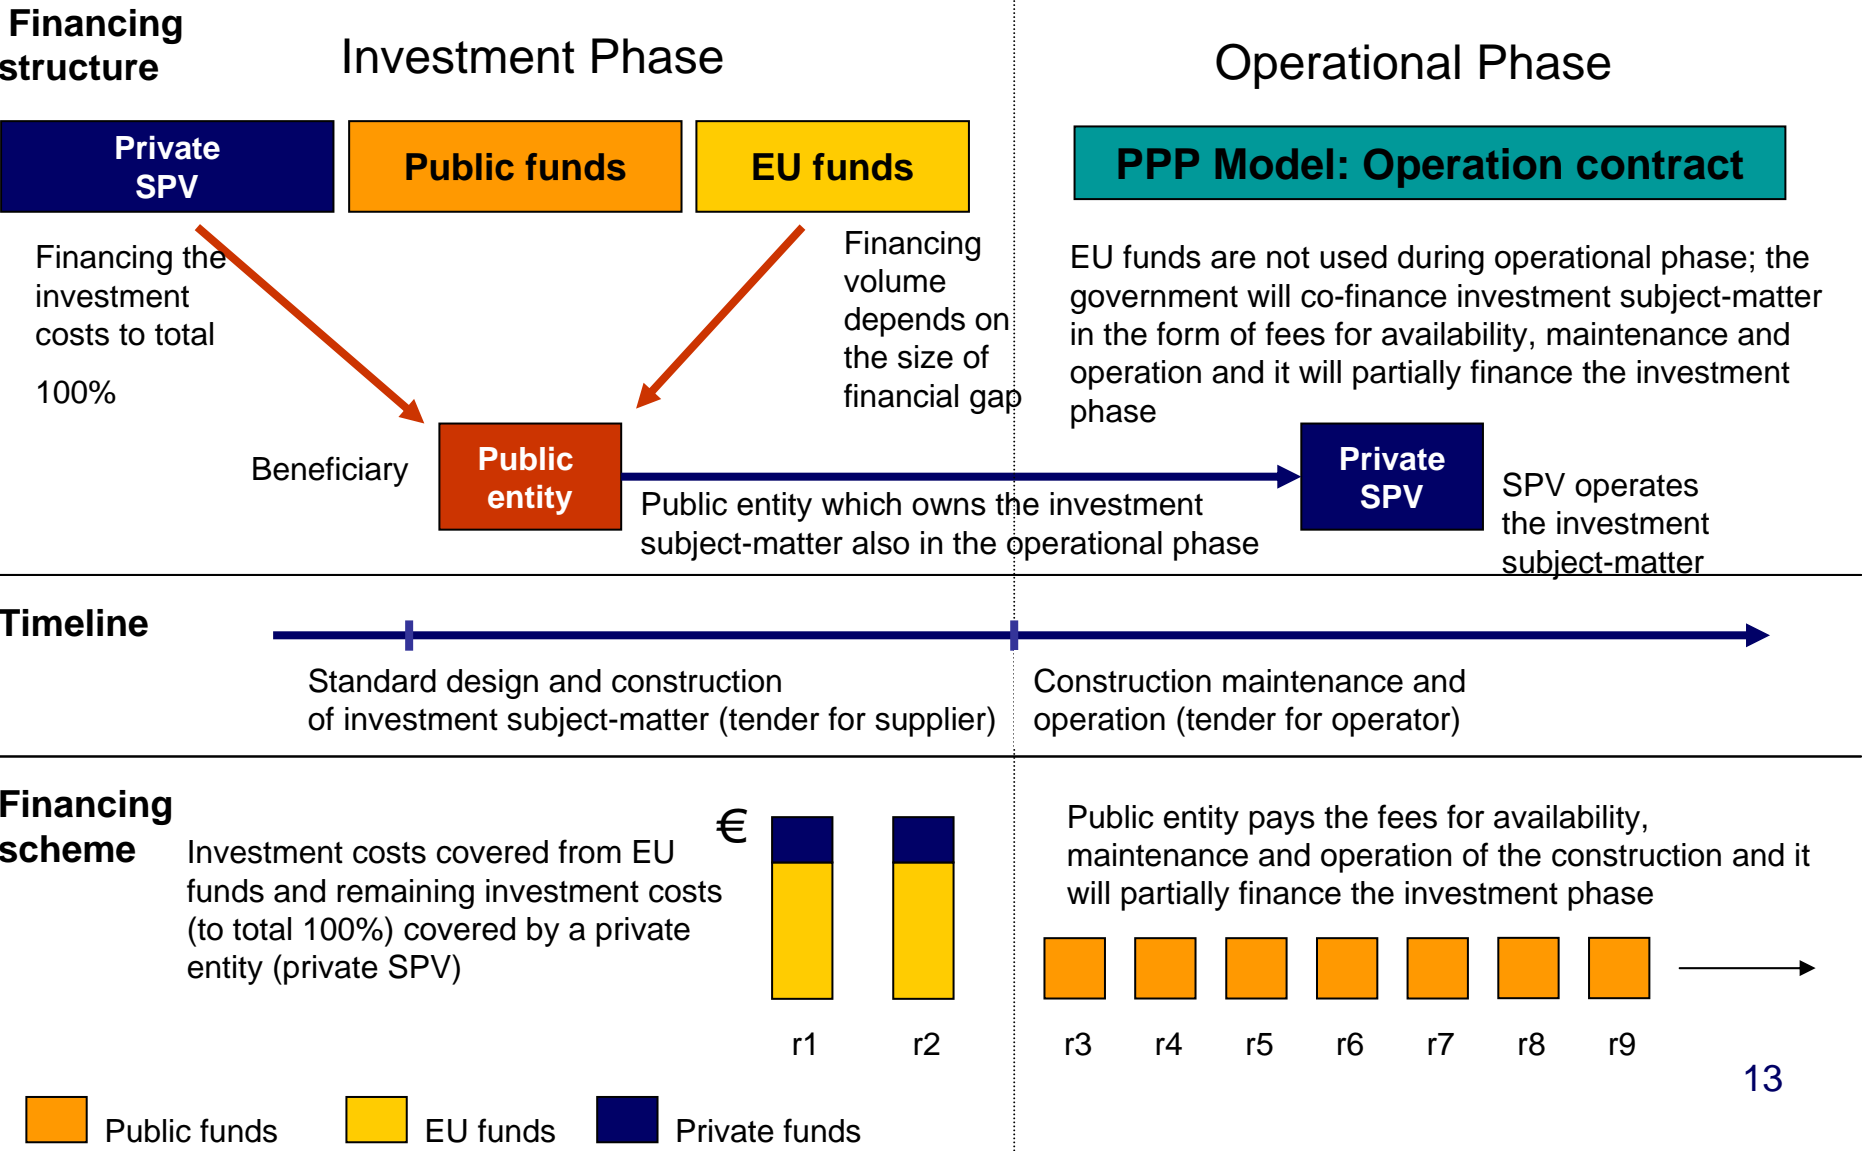 Financing
structure
Investment Phase
Operational Phase
Private
SPV
Public funds
EU funds
PPP Model: Operation contract
Financing the
investment
costs to total
100%
Financing
volume
depends on
the size of
financial gap
EU funds are not used during operational phase; the
government will co-finance investment subject-matter
in the form of fees for availability, maintenance and
operation and it will partially finance the investment
phase
Beneficiary
Public
entity
Public entity which owns the investment
subject-matter also in the operational phase
Private
SPV
SPV operates
the investment
subject-matter
Timeline
Standard design and construction
of investment subject-matter (tender for supplier)
Construction maintenance and
operation (tender for operator)
Financing
scheme
Investment costs covered from EU
funds and remaining investment costs
(to total 100%) covered by a private
entity (private SPV)
€
Public entity pays the fees for availability,
maintenance and operation of the construction and it
will partially finance the investment phase
r1 r2 r3 r4 r5 r6 r7 r8 r9
13
Public funds EU funds Private funds